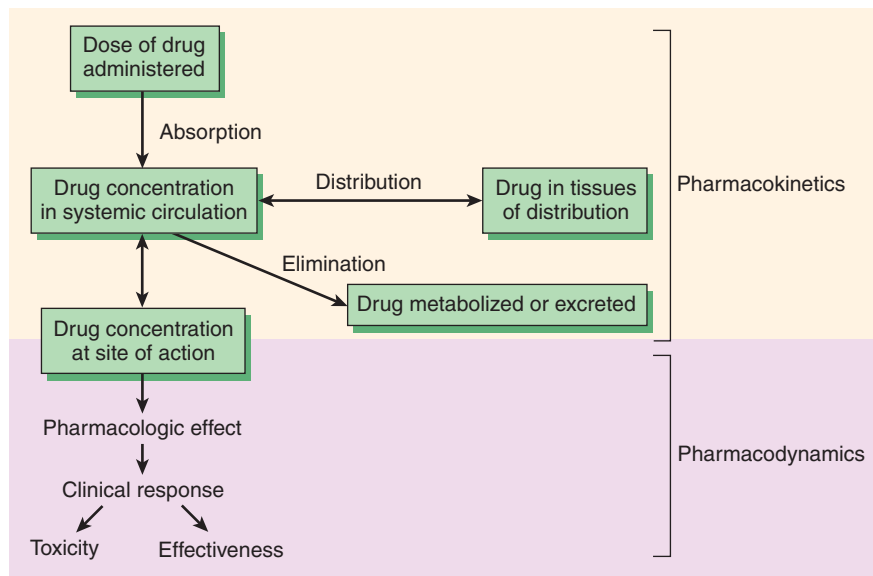 Dose of drug
administered
Absorption
Drug concentration
in systemic circulation
Distribution
Drug in tissues
of distribution
Pharmacokinetics
Elimination
Drug metabolized or excreted
Drug concentration
at site of action
Pharmacologic effect
Pharmacodynamics
Clinical response
Toxicity
Effectiveness